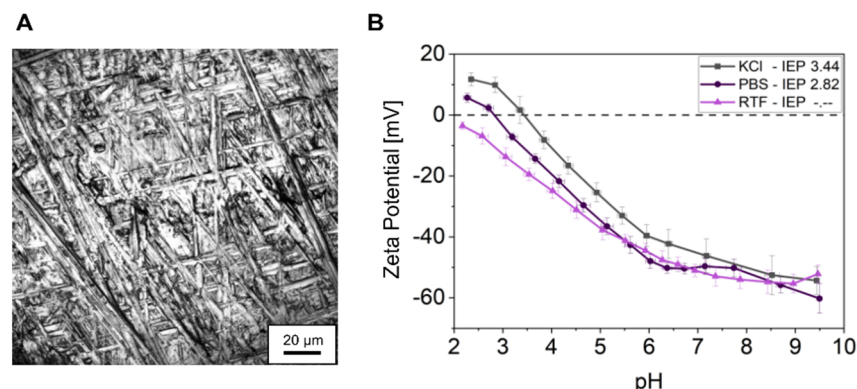 A
20 µm
B
Zeta Potential [mV]
20
0
-20
-40
-60
KCl - IEP 3.44
PBS - IEP 2.82
RTF - IEP -.--
2 3 4 5 6 7 8 9 10
pH